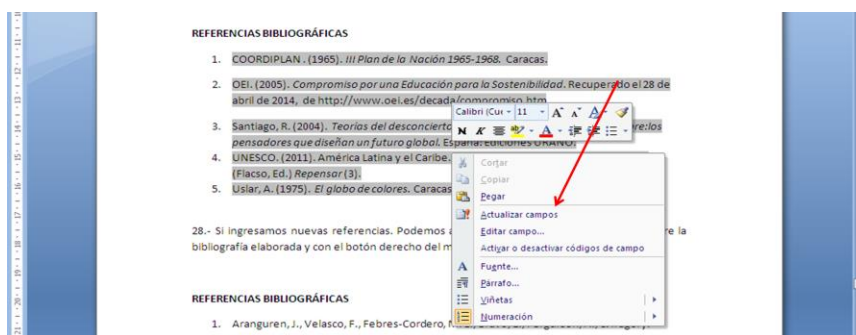 REFERENCIAS BIBLIOGRÁFICAS
1. COORDIPLAN . (1965). III Plan de la Nación 1965-1968. Caracas.
2. OEI. (2005). Compromiso por una Educación para la Sostenibilidad. Recuperado el 28 de
abril de 2014, de http://www.oei.es/decada/compromiso.htm
Calibri (Cue 11
3. Santiago, R. (2004). Teorías del desconcierto
N K
pensadores que diseñan un futuro global. España: Ediciones URANO.
4. UNESCO. (2011). América Latina y el Caribe.
(Flacso, Ed.) Repensar (3).
5. Uslar, A. (1975). El globo de colores. Caracas
Cortar
Copiar
Pegar
Actualizar campos
Editar campo...
Activar o desactivar códigos de campo
Fuente...
Párrafo...
Viñetas
Numeración
28.- Si ingresamos nuevas referencias. Podemos
bibliografía elaborada y con el botón derecho del
REFERENCIAS BIBLIOGRÁFICAS
1. Aranguren, J., Velasco, F., Febres-Cordero,